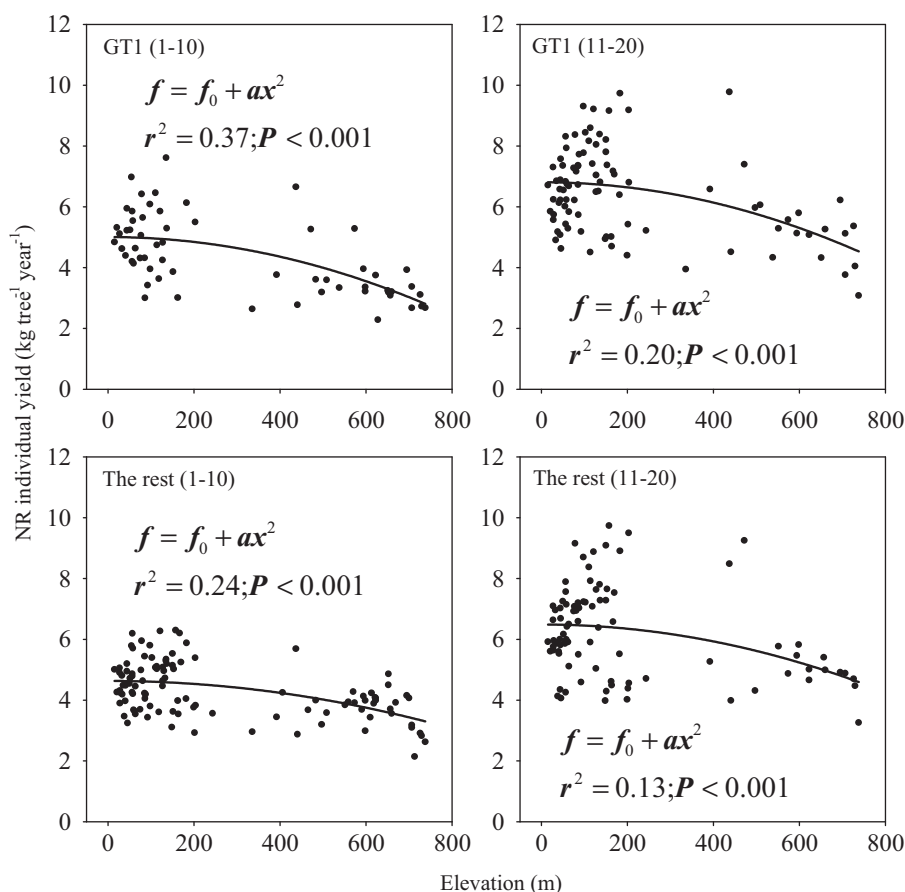 NR individual yield (kg tree⁻¹ year⁻¹)
12
10
8
6
4
2
0
GT1 (1-10)
f = f₀ + ax²
r² = 0.37; P < 0.001
0 200 400 600 800
12
10
8
6
4
2
0
GT1 (11-20)
f = f₀ + ax²
r² = 0.20; P < 0.001
0 200 400 600 800
12
10
8
6
4
2
0
The rest (1-10)
f = f₀ + ax²
r² = 0.24; P < 0.001
0 200 400 600 800
12
10
8
6
4
2
0
The rest (11-20)
f = f₀ + ax²
r² = 0.13; P < 0.001
0 200 400 600 800
Elevation (m)